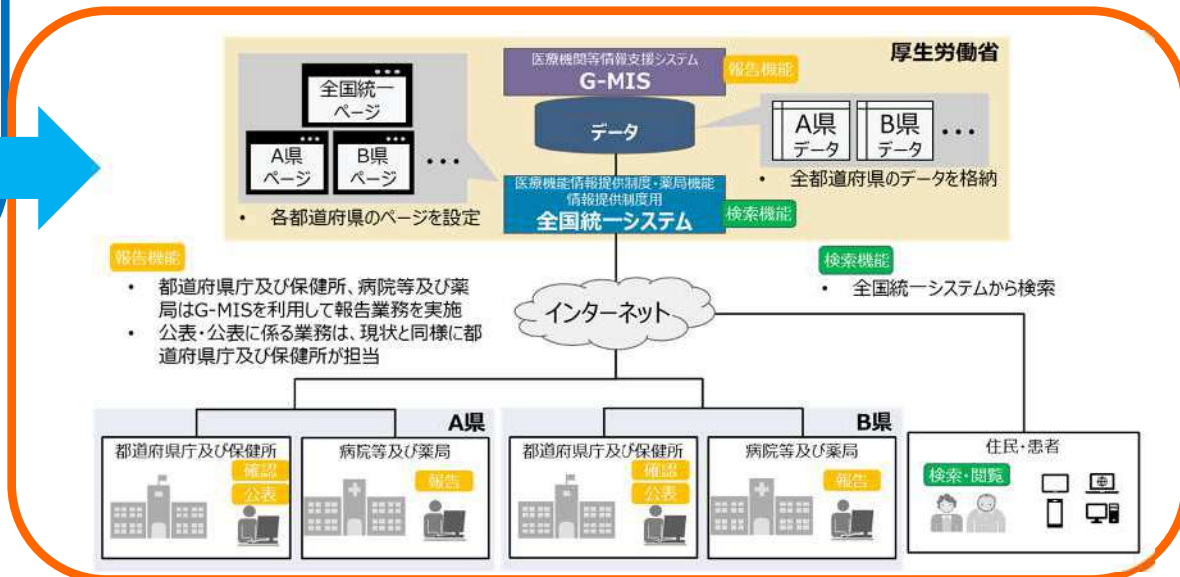 厚生労働省
医療機関等情報支援システム
G-MIS
報告機能
データ
全国統一
ページ
A県
ページ
B県
ページ
・・・
• 各都道府県のページを設定
A県
データ
B県
データ
・・・
• 全都道府県のデータを格納
医療機能情報提供制度・薬局機能
情報提供制度用
全国統一システム
検索機能
報告機能
• 都道府県庁及び保健所、病院等及び薬
局はG-MISを利用して報告業務を実施
• 公表・公表に係る業務は、現状と同様に都
道府県庁及び保健所が担当
検索機能
• 全国統一システムから検索
インターネット
A県
都道府県庁及び保健所
確認
公表
病院等及び薬局
報告
B県
都道府県庁及び保健所
確認
公表
病院等及び薬局
報告
住民・患者
検索・閲覧